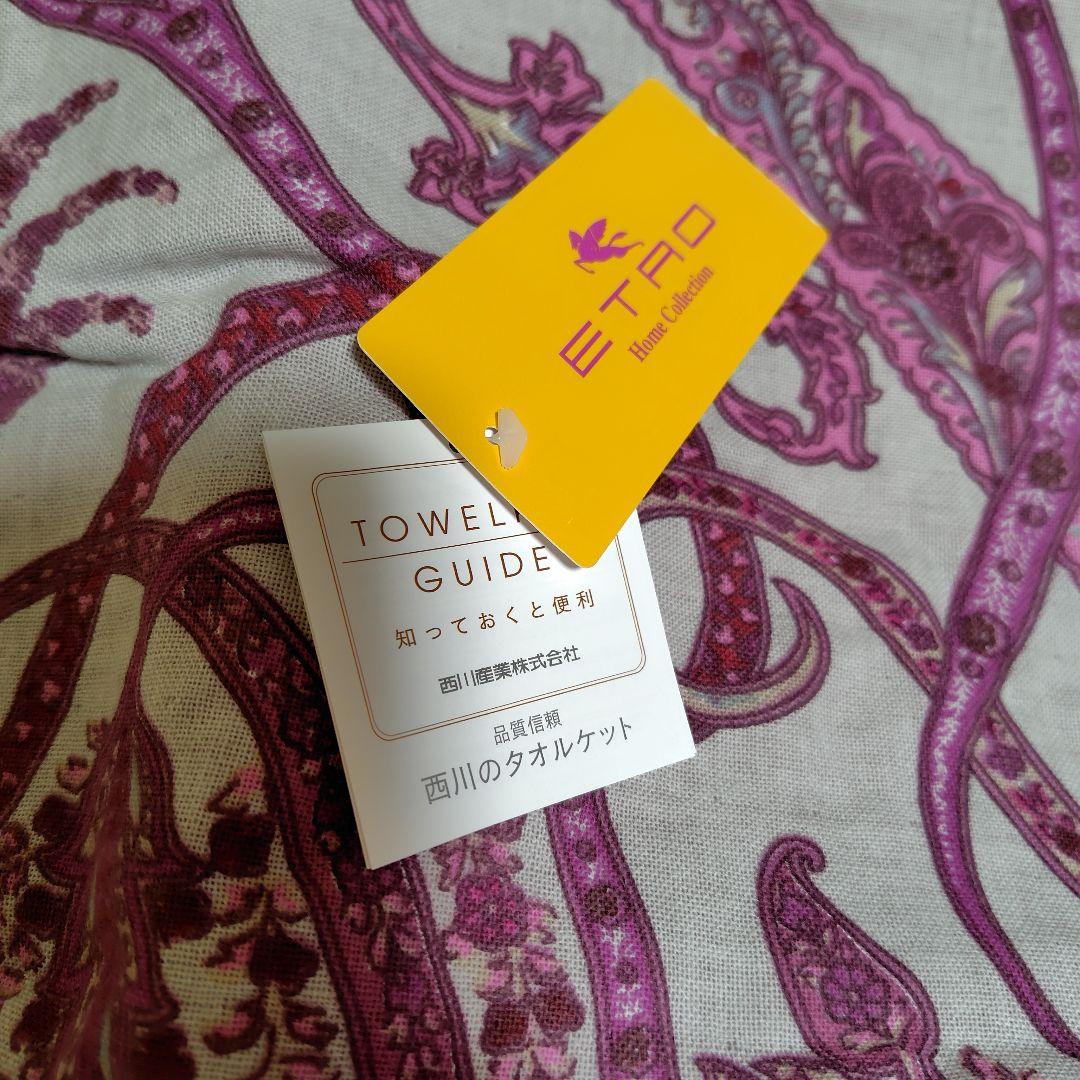 ETRO
Home Collection
GUIDE
知っておくと便利
西川産業株式会社
品質信頼
西川のタオルケット